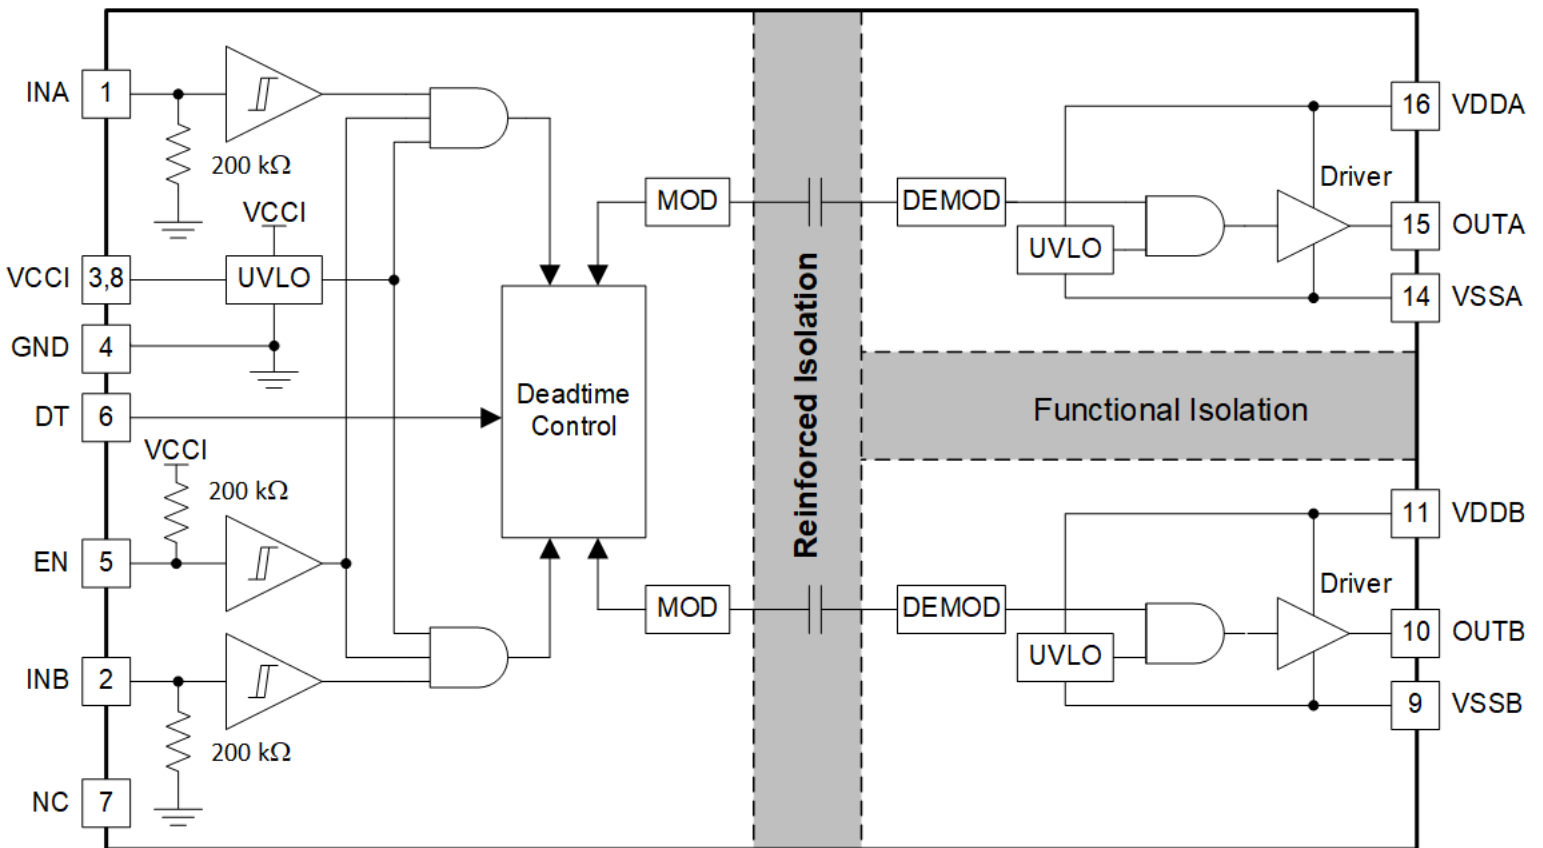 INA
1
200 kΩ
VCCI
VCCI
3,8
UVLO
GND
4
DT
6
VCCI
200 kΩ
EN
5
INB
2
200 kΩ
NC
7
Deadtime
Control
MOD
MOD
Reinforced Isolation
Functional Isolation
DEMOD
UVLO
Driver
16
VDDA
15
OUTA
14
VSSA
DEMOD
UVLO
Driver
11
VDDB
10
OUTB
9
VSSB